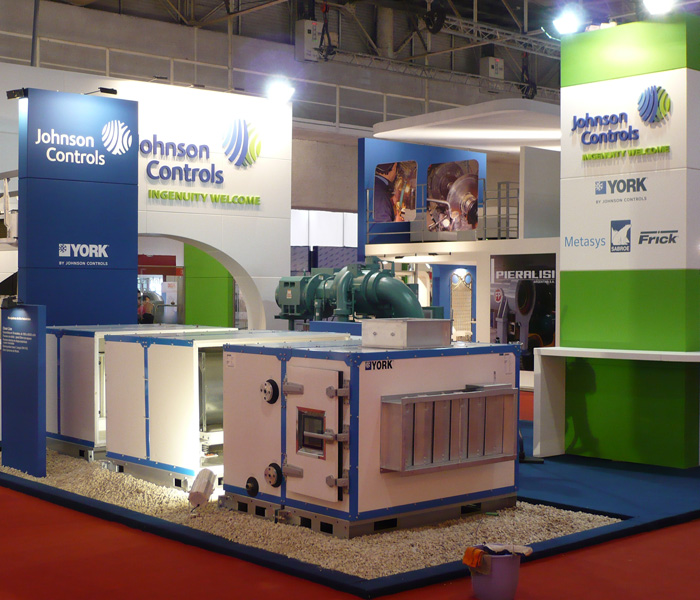 Johnson
Controls
YORK
BY JOHNSON CONTROLS
Johnson
Controls
INGENUITY WELCOME
YORK
PIERALISI
Johnson
Controls
INGENUITY WELCOME
YORK
BY JOHNSON CONTROLS
Metasys
SABROE
Frick